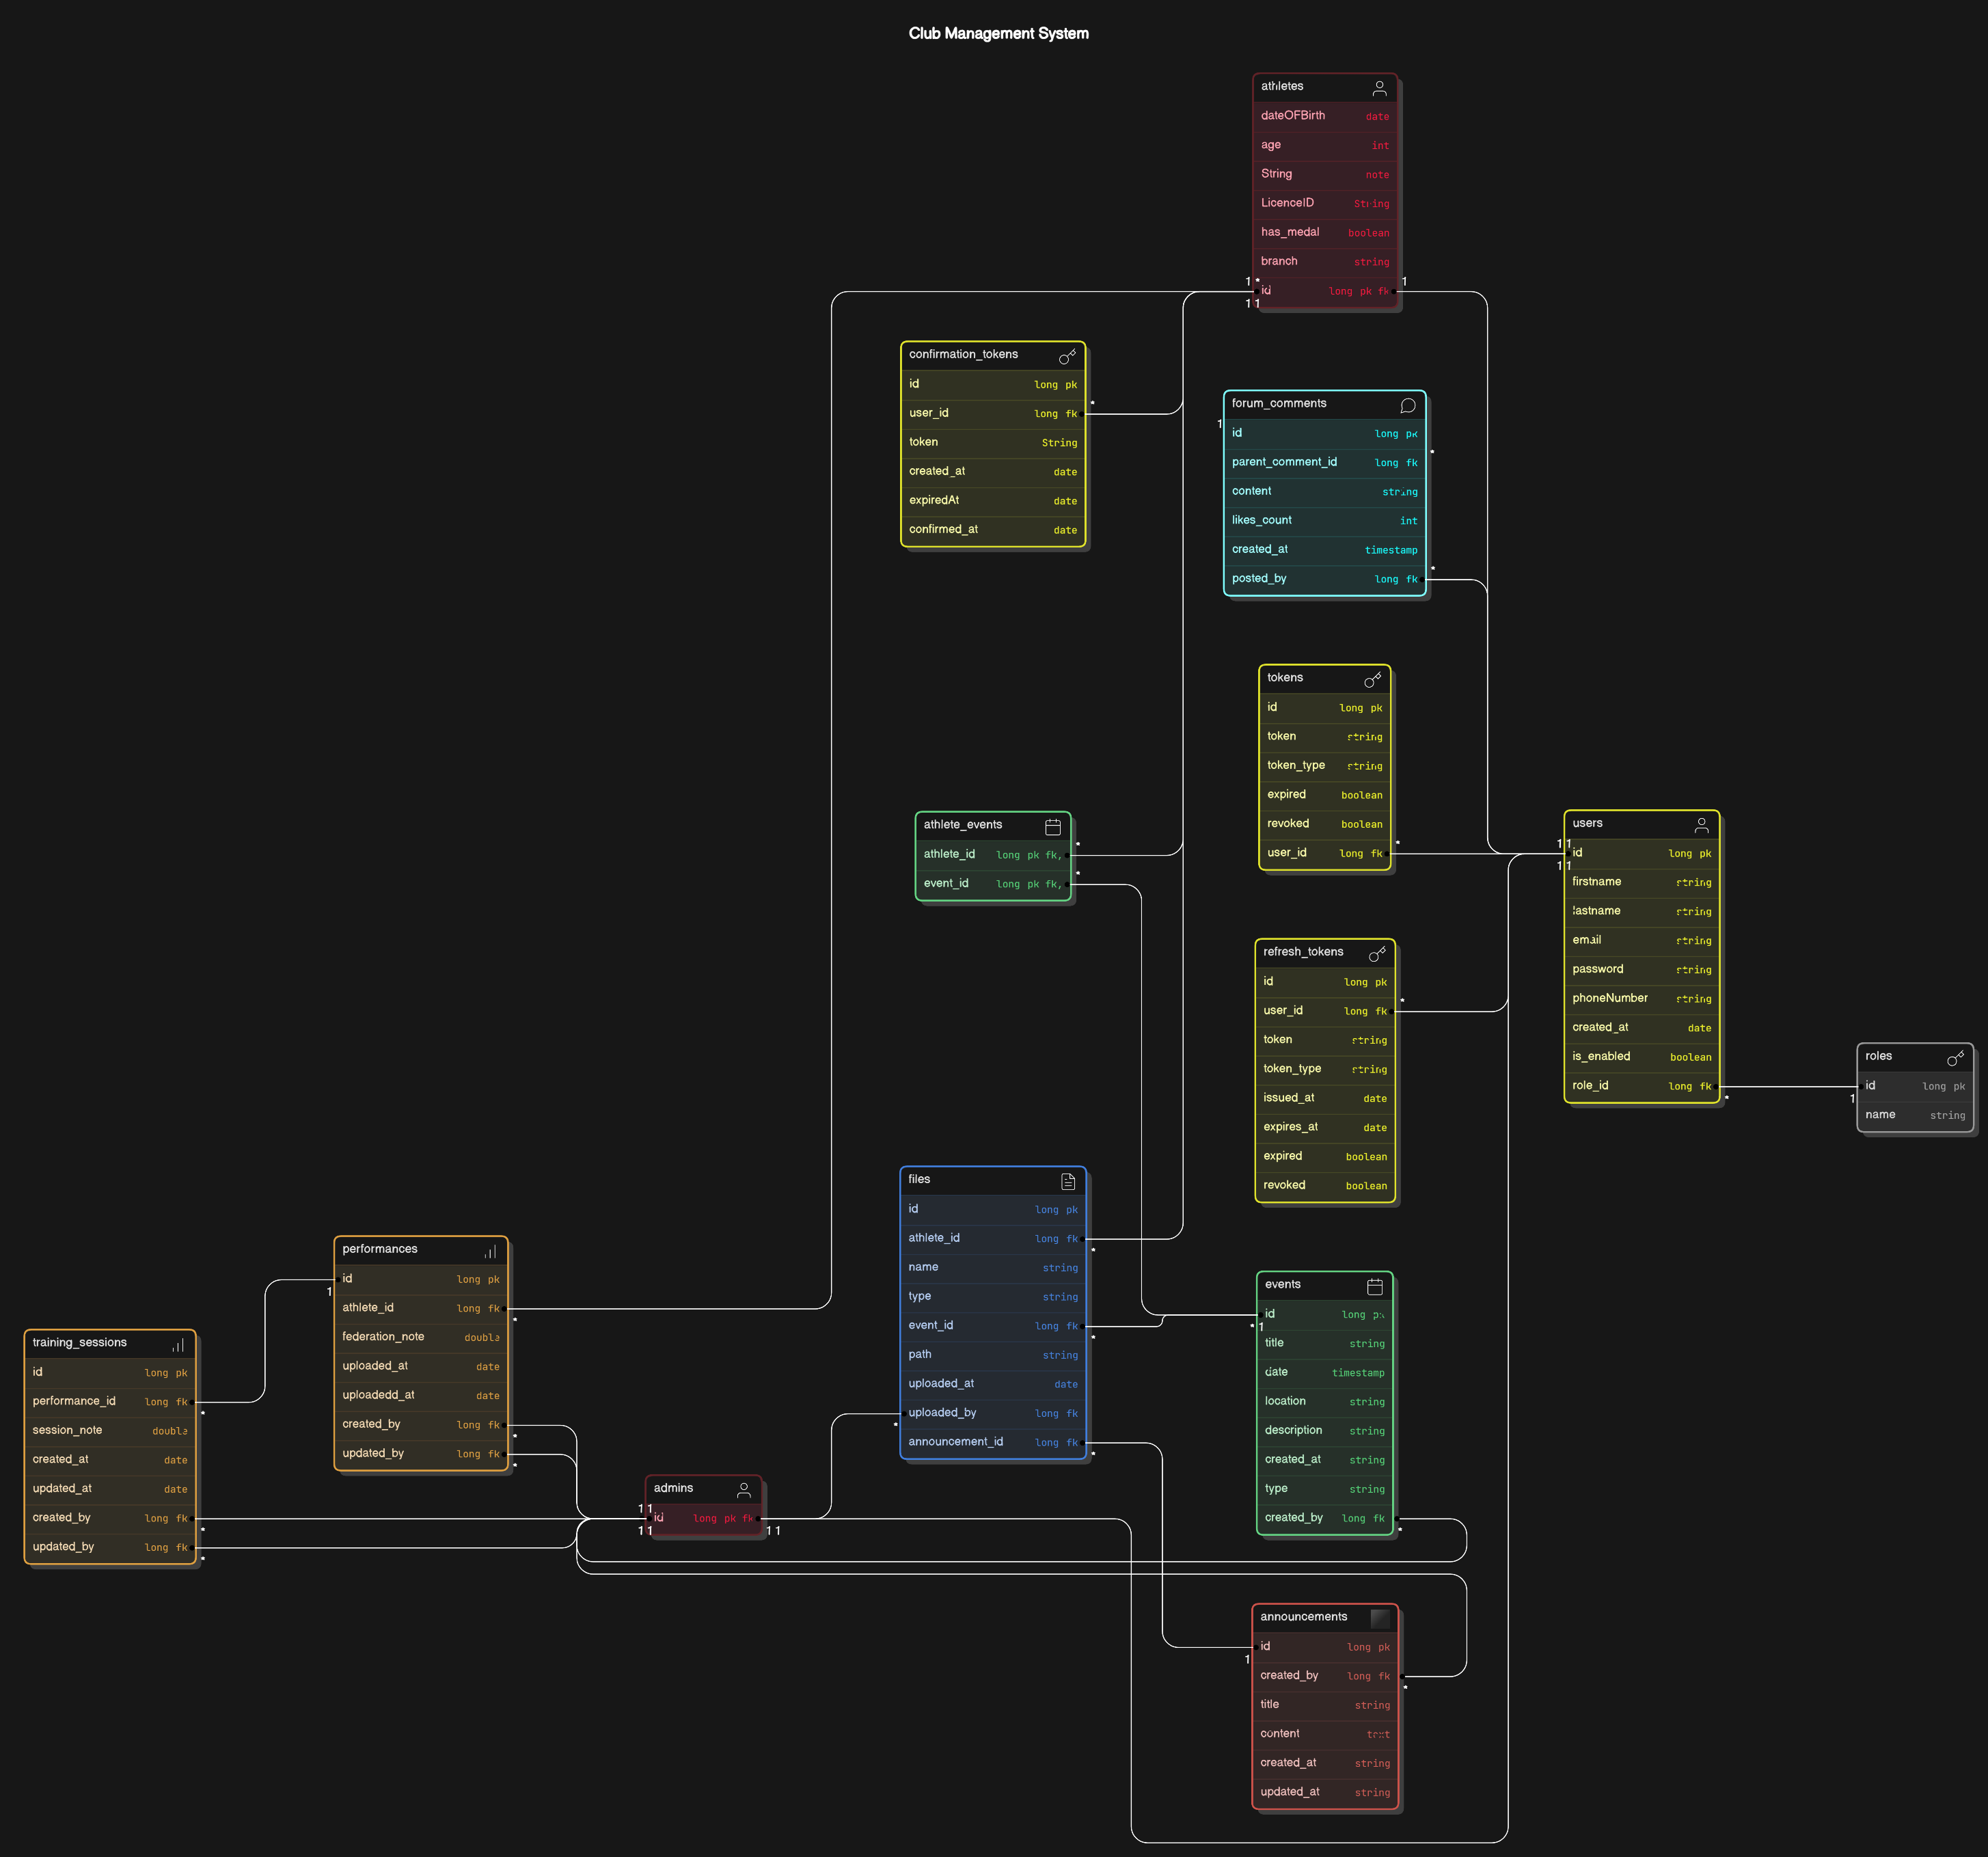 Club Management System
athletes
dateOFBirth date
age int
String note
LicenceID String
has_medal boolean
branch string
id long pk fk
1 *
1 1
1
confirmation_tokens
id long pk
user_id long fk
token String
created_at date
expiredAt date
confirmed_at date
*
forum_comments
id long pk
parent_comment_id long fk
content string
likes_count int
created_at timestamp
posted_by long fk
1
*
*
tokens
id long pk
token string
token_type string
expired boolean
revoked boolean
user_id long fk
*
athlete_events
athlete_id long pk fk,
event_id long pk fk,
*
*
users
id long pk
firstname string
lastname string
email string
password string
phoneNumber string
created_at date
is_enabled boolean
role_id long fk
1 1
1 1
*
refresh_tokens
id long pk
user_id long fk
token string
token_type string
issued_at date
expires_at date
expired boolean
revoked boolean
*
roles
id long pk
name string
1
files
id long pk
athlete_id long fk
name string
type string
event_id long fk
path string
uploaded_at date
uploaded_by long fk
announcement_id long fk
*
*
*
*
performances
id long pk
athlete_id long fk
federation_note double
uploaded_at date
uploadedd_at date
created_by long fk
updated_by long fk
1
*
*
*
events
id long pk
title string
date timestamp
location string
description string
created_at string
type string
created_by long fk
* 1
*
training_sessions
id long pk
performance_id long fk
session_note double
created_at date
updated_at date
created_by long fk
updated_by long fk
*
*
*
admins
id long pk fk
1 1
1 1
1 1
announcements
id long pk
created_by long fk
title string
content text
created_at string
updated_at string
1
*